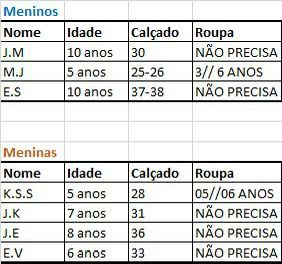 Meninos
Nome Idade Calçado Roupa
J.M 10 anos 30 NÃO PRECISA
M.J 5 anos 25-26 3// 6 ANOS
E.S 10 anos 37-38 NÃO PRECISA
Meninas
Nome Idade Calçado Roupa
K.S.S 5 anos 28 05//06 ANOS
J.K 7 anos 31 NÃO PRECISA
J.E 8 anos 36 NÃO PRECISA
E.V 6 anos 33 NÃO PRECISA